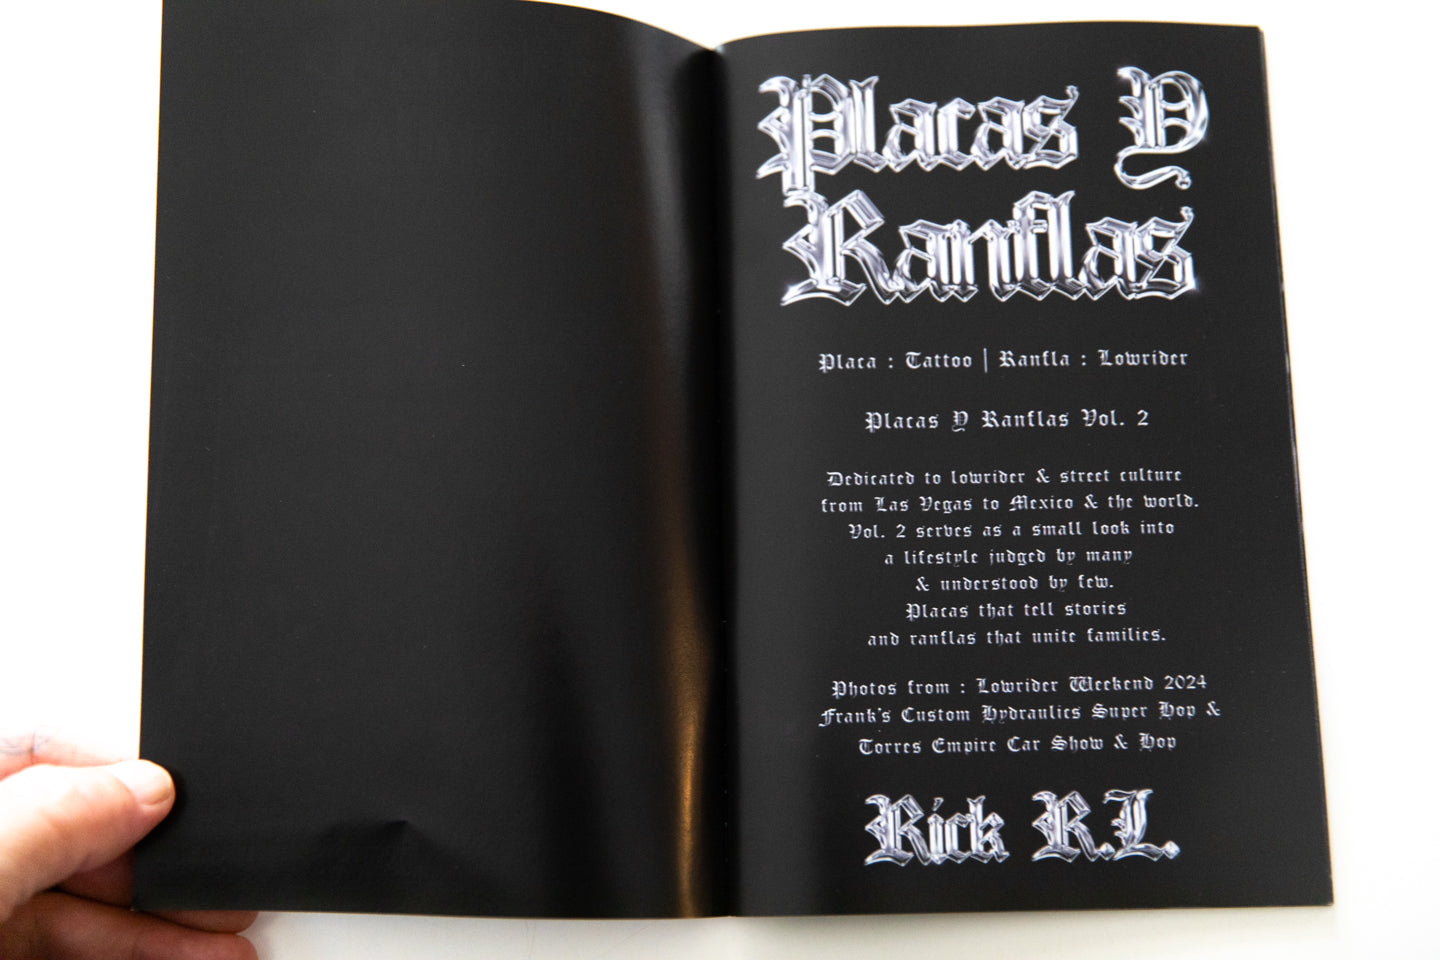 Placas Y
Ranflas
Placa : Tattoo | Ranfla : Lowrider
Placas Y Ranflas Vol. 2
Dedicated to lowrider & street culture
from Las Vegas to Mexico & the world.
Vol. 2 serves as a small look into
a lifestyle judged by many
& understood by few.
Placas that tell stories
and ranflas that unite families.
Photos from : Lowrider Weekend 2024
Frank's Custom Hydraulics Super Hop &
Torres Empire Car Show & Hop
Rick R.L.